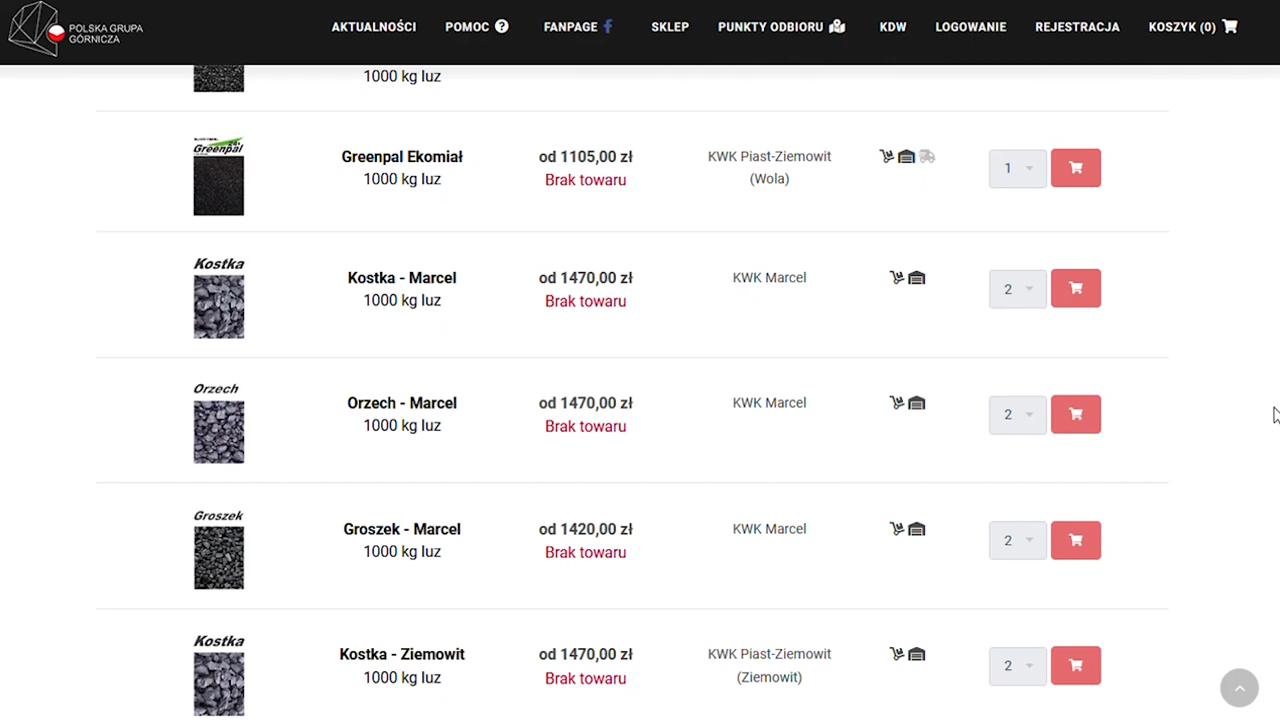 POLSKA GRUPA
GÓRNICZA
AKTUALNOŚCI POMOC ? FANPAGE SKLEP PUNKTY ODBIORU KDW LOGOWANIE REJESTRACJA KOSZYK (0)
1000 kg luz
Greenpal
Greenpal Ekomiał od 1105,00 zł KWK Piast-Ziemowit 1
1000 kg luz Brak towaru (Wola)
Kostka
Kostka - Marcel od 1470,00 zł KWK Marcel 2
1000 kg luz Brak towaru
Orzech
Orzech - Marcel od 1470,00 zł KWK Marcel 2
1000 kg luz Brak towaru
Groszek
Groszek - Marcel od 1420,00 zł KWK Marcel 2
1000 kg luz Brak towaru
Kostka
Kostka - Ziemowit od 1470,00 zł KWK Piast-Ziemowit 2
1000 kg luz Brak towaru (Ziemowit)